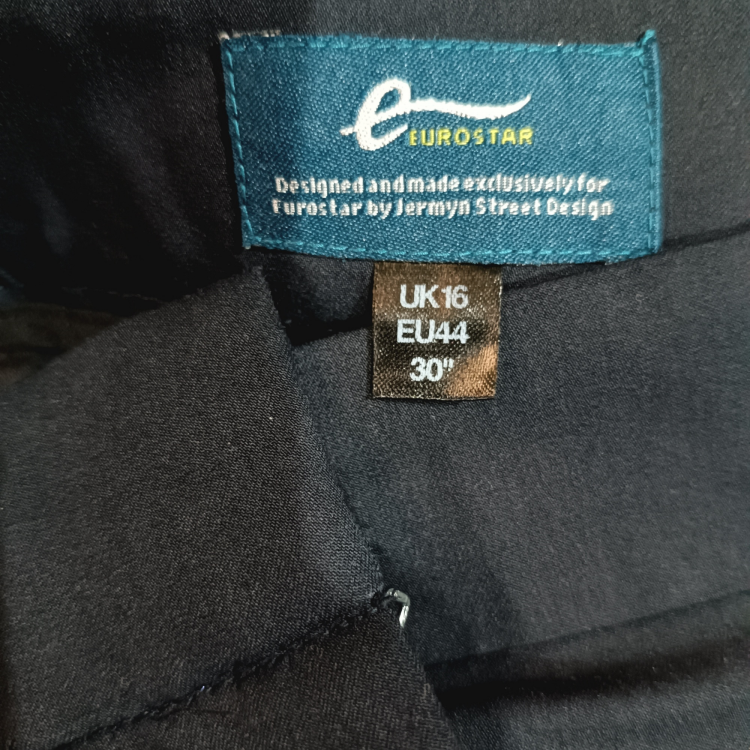 e
EUROSTAR
Designed and made exclusively for
Eurostar by Jermyn Street Design
UK16
EU44
30"